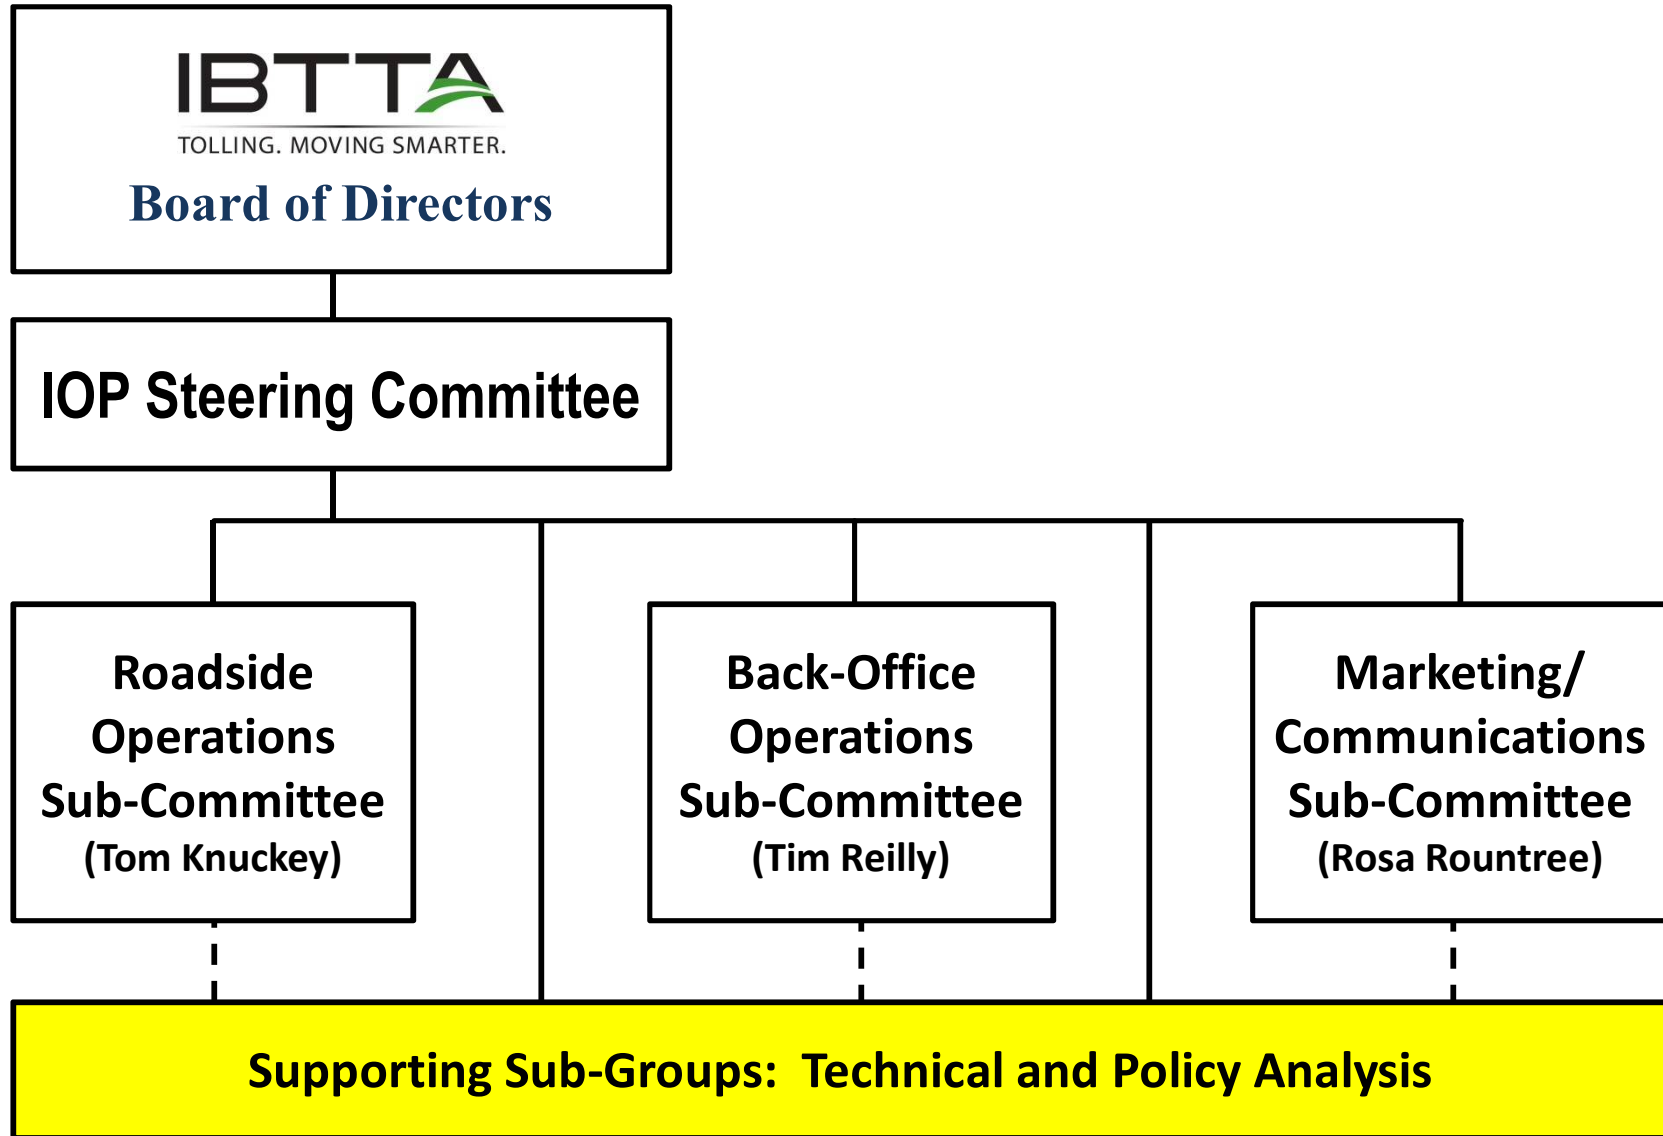 IBTTA
TOLLING. MOVING SMARTER.
Board of Directors
IOP Steering Committee
Roadside
Operations
Sub-Committee
(Tom Knuckey)
Back-Office
Operations
Sub-Committee
(Tim Reilly)
Marketing/
Communications
Sub-Committee
(Rosa Rountree)
Supporting Sub-Groups:  Technical and Policy Analysis